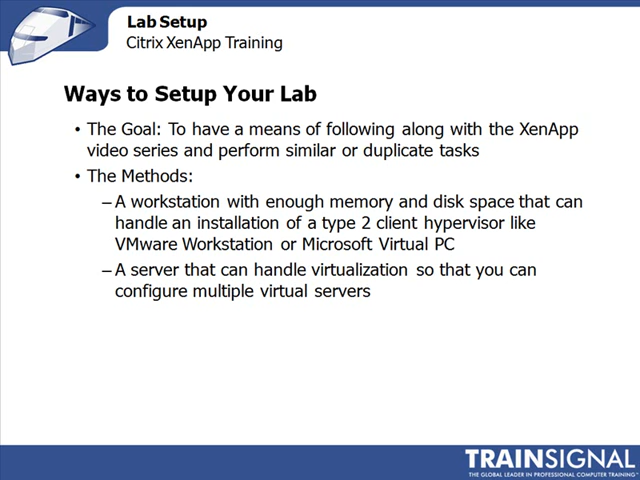 Lab Setup
Citrix XenApp Training
Ways to Setup Your Lab
• The Goal: To have a means of following along with the XenApp
video series and perform similar or duplicate tasks
• The Methods:
– A workstation with enough memory and disk space that can
handle an installation of a type 2 client hypervisor like
VMware Workstation or Microsoft Virtual PC
– A server that can handle virtualization so that you can
configure multiple virtual servers
TRAINSIGNAL
THE GLOBAL LEADER IN PROFESSIONAL COMPUTER TRAINING